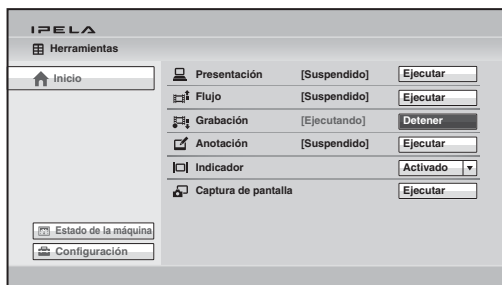 IPELA
Herramientas
Inicio
Presentación [Suspendido] Ejecutar
Flujo [Suspendido] Ejecutar
Grabación [Ejecutando] Detener
Anotación [Suspendido] Ejecutar
Indicador Activado
Captura de pantalla Ejecutar
Estado de la máquina
Configuración